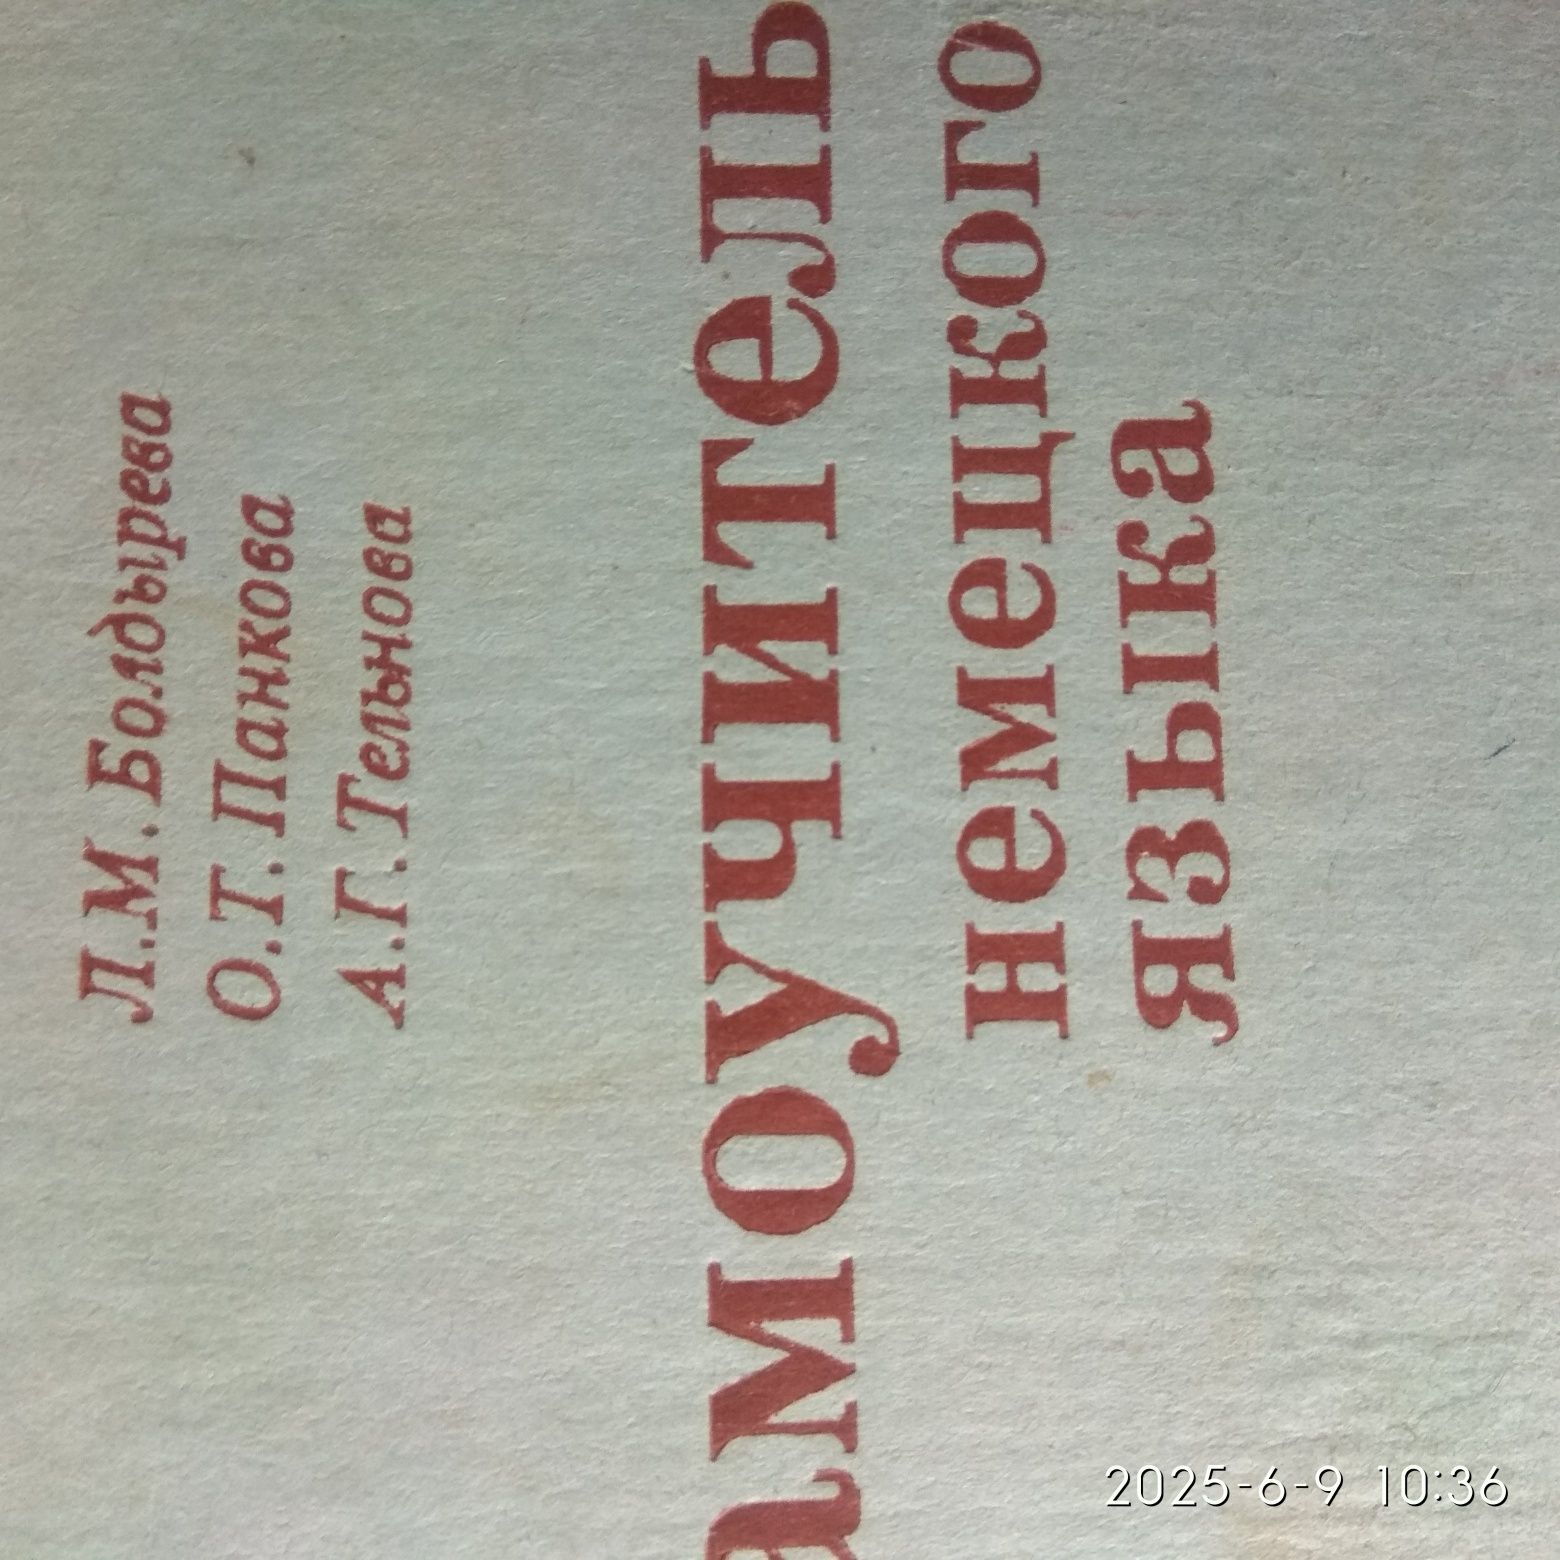 Л.М. Болдырева
О.Т. Панкова
А.Г. Тельнова
амоучитель
немецкого
языка
2025-6-9 10:36